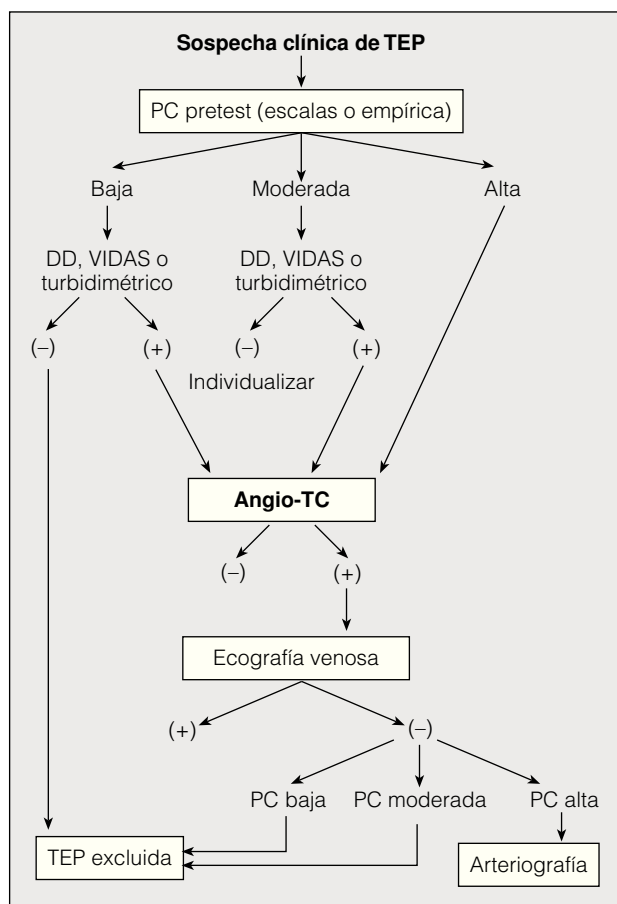 Sospecha clínica de TEP
PC pretest (escalas o empírica)
Baja Moderada Alta
DD, VIDAS o DD, VIDAS o
turbidimétrico turbidimétrico
(–) (+) (–) (+)
Individualizar
Angio-TC
(–) (+)
Ecografía venosa
(+) (–)
PC baja PC moderada PC alta
TEP excluida Arteriografía